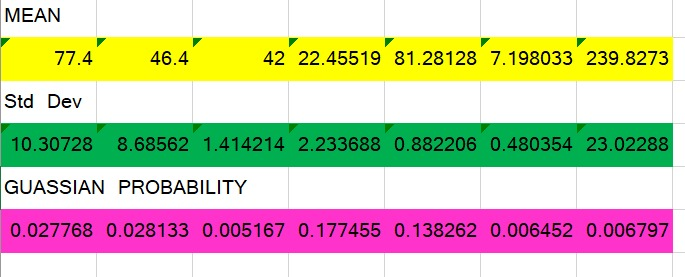 MEAN
77.4 46.4 42 22.45519 81.28128 7.198033 239.8273
Std Dev
10.30728 8.68562 1.414214 2.233688 0.882206 0.480354 23.02288
GUASSIAN PROBABILITY
0.027768 0.028133 0.005167 0.177455 0.138262 0.006452 0.006797